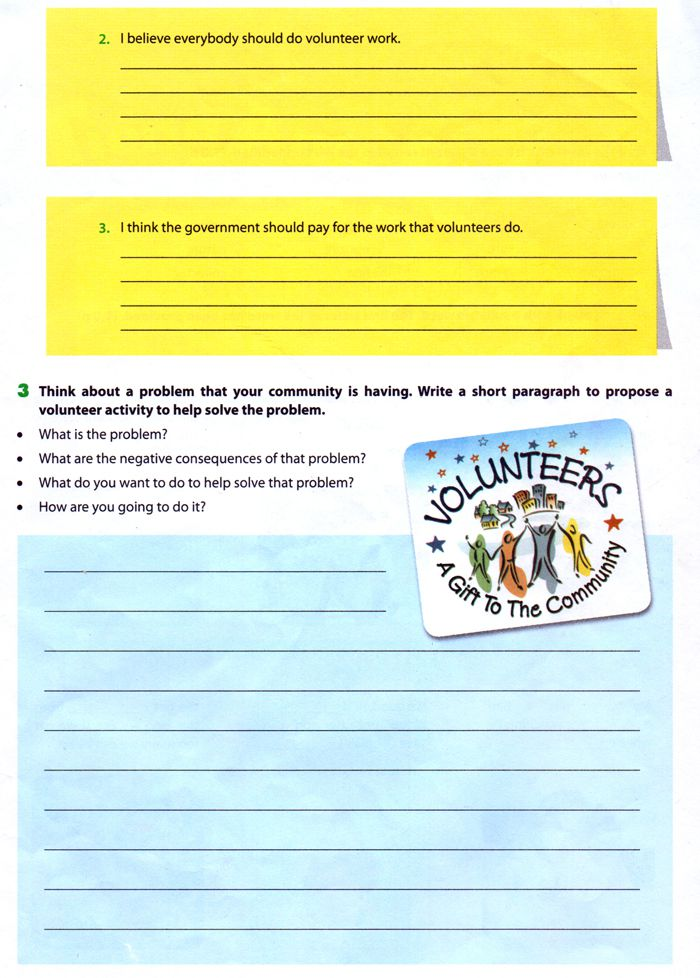 2. I believe everybody should do volunteer work.
3. I think the government should pay for the work that volunteers do.
3 Think about a problem that your community is having. Write a short paragraph to propose a
volunteer activity to help solve the problem.
• What is the problem?
• What are the negative consequences of that problem?
• What do you want to do to help solve that problem?
• How are you going to do it?
VOLUNTEERS
A Gift To The Community